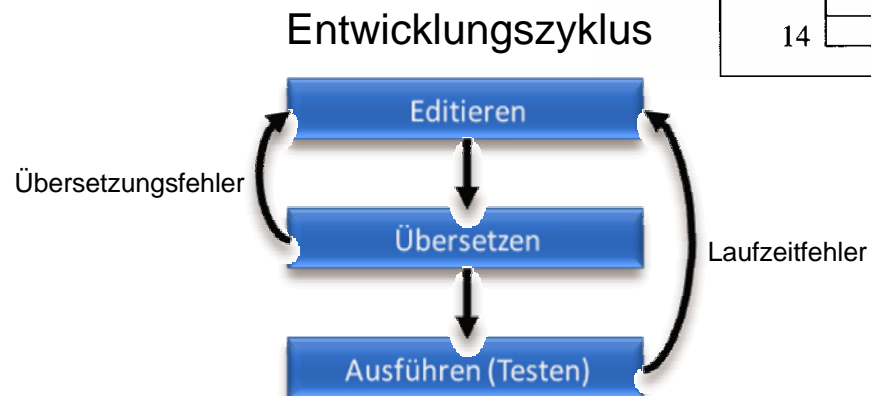 Entwicklungszyklus
14
Editieren
Übersetzungsfehler
Übersetzen
Laufzeitfehler
Ausführen (Testen)